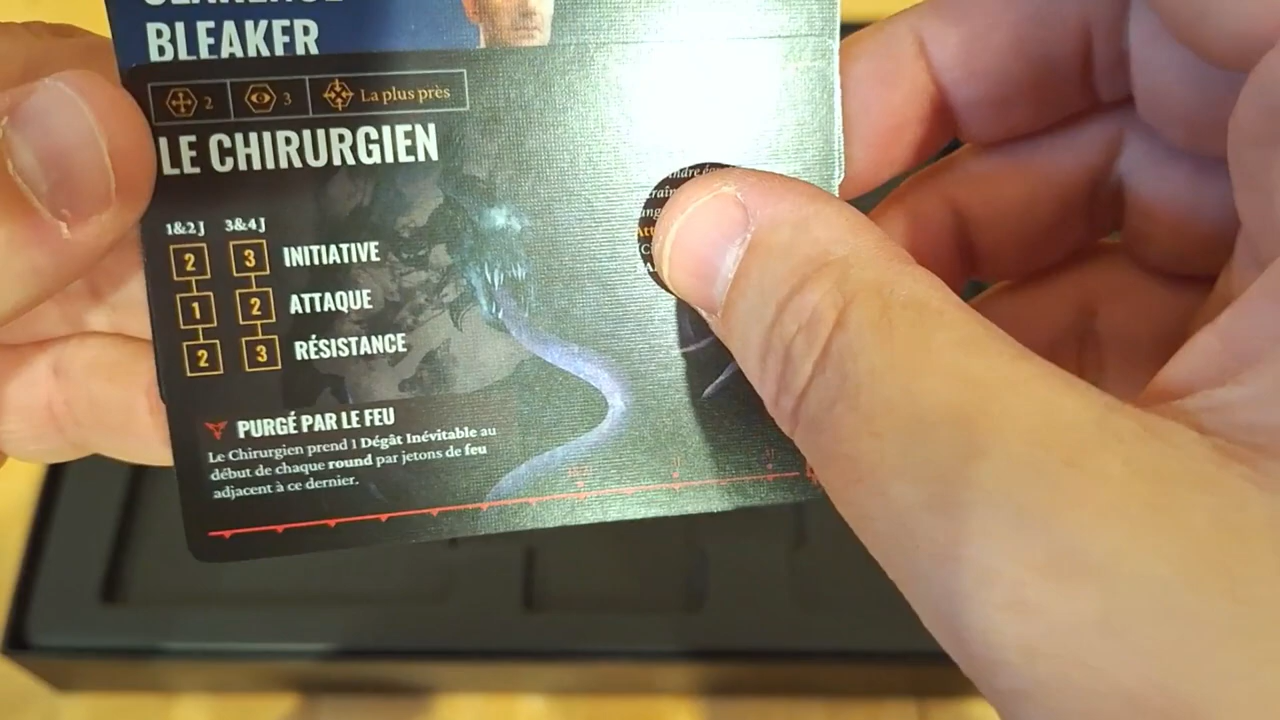 BLEAKER
2 3 La plus près
LE CHIRURGIEN
1&2J 3&4J
2 3 INITIATIVE
1 2 ATTAQUE
2 3 RÉSISTANCE
PURGÉ PAR LE FEU
Le Chirurgien prend 1 Dégât Inévitable au
début de chaque round par jetons de feu
adjacent à ce dernier.